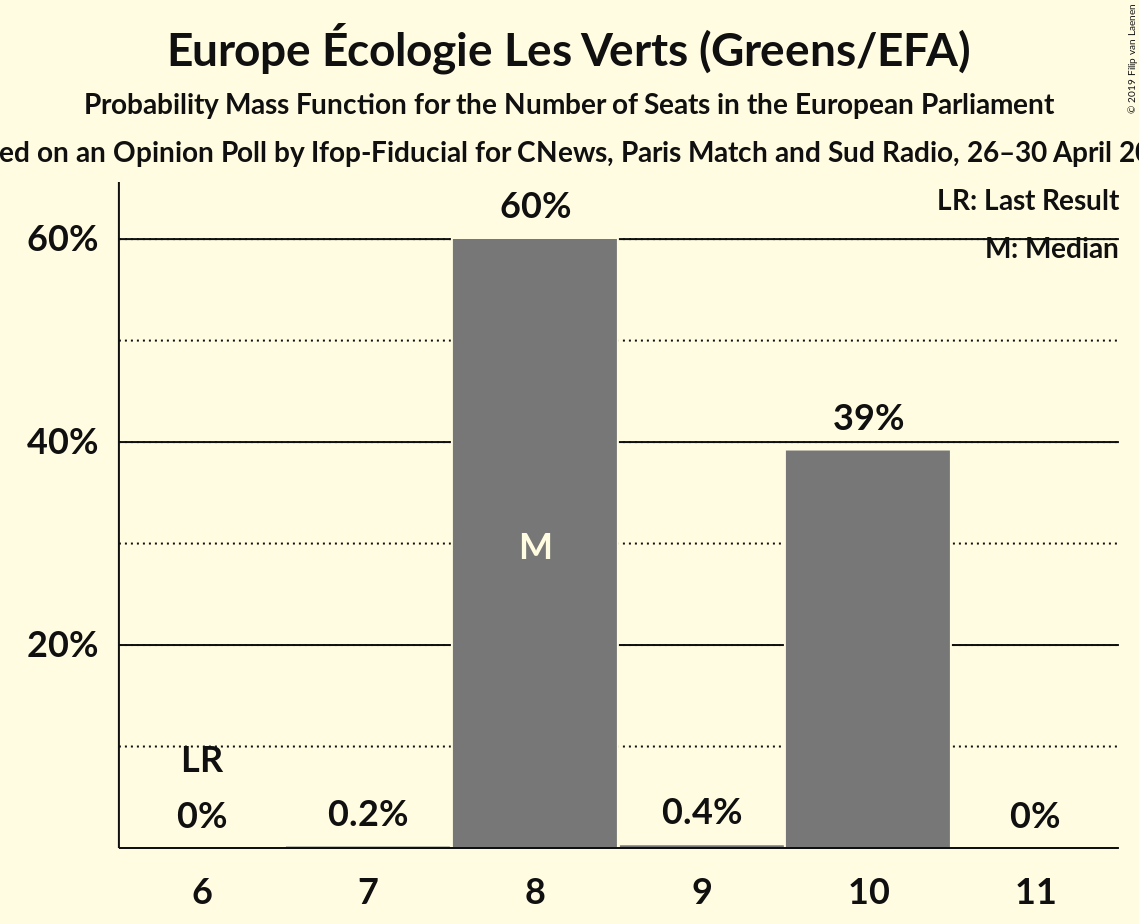 Europe Écologie Les Verts (Greens/EFA)
Probability Mass Function for the Number of Seats in the European Parliament
on an Opinion Poll by Ifop-Fiducial for CNews, Paris Match and Sud Radio, 26–30 April
© 2019 Filip van Laenen
LR: Last Result
M: Median
60%
40%
20%
60%
39%
M
LR
0%
0.2%
0.4%
0%
6 7 8 9 10 11